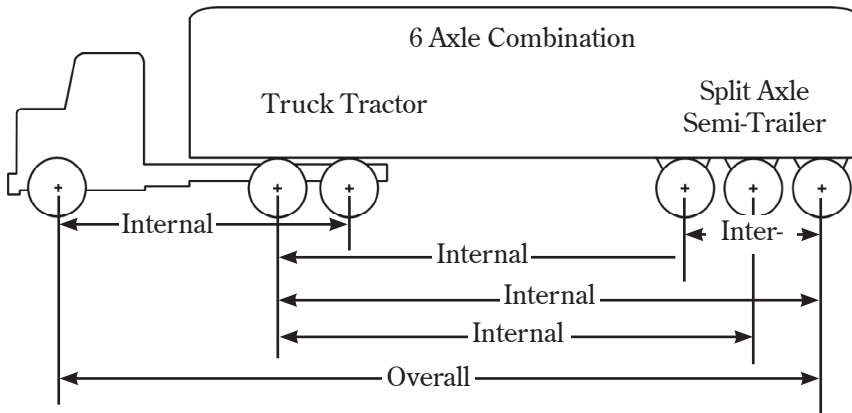 6 Axle Combination
Truck Tractor
Split Axle
Semi-Trailer
Internal
Inter-
Internal
Internal
Internal
Overall